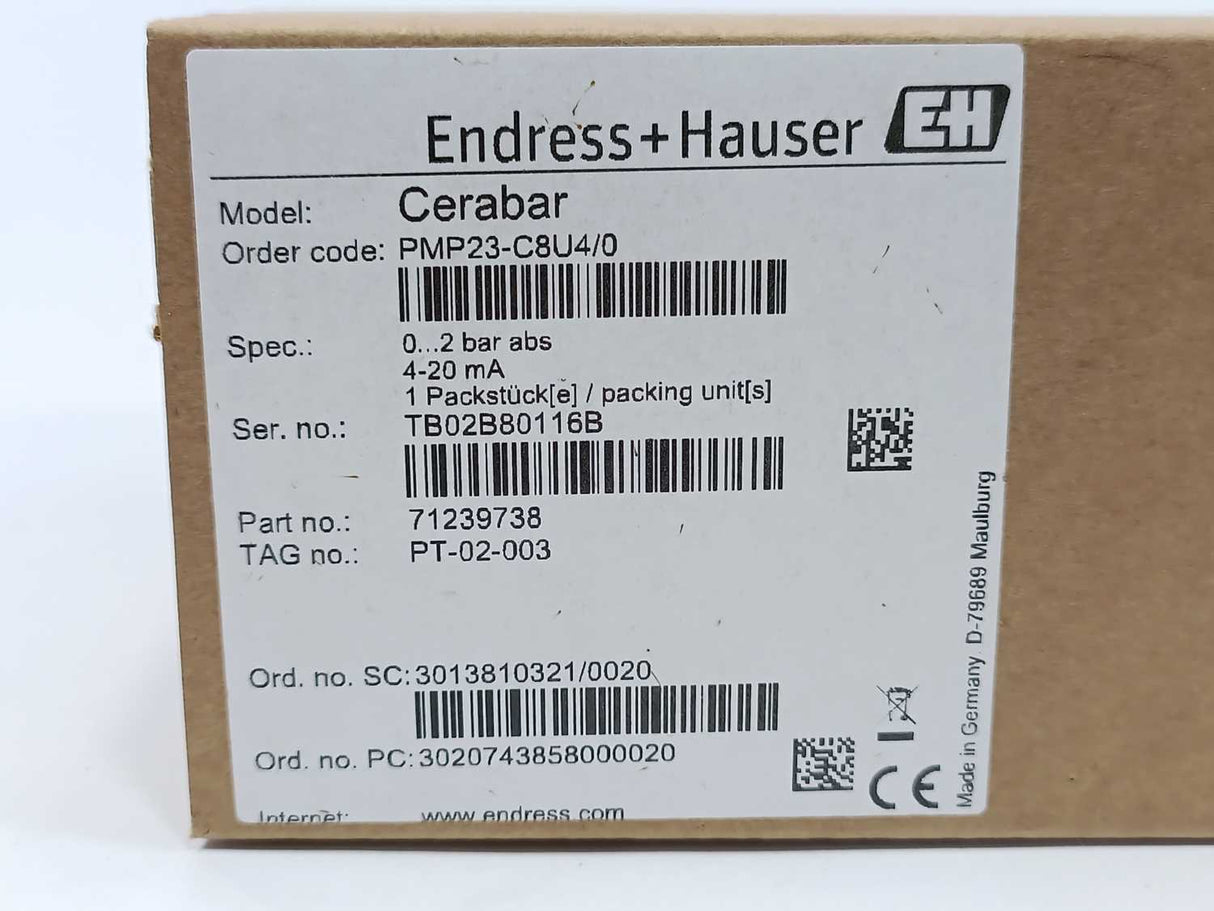 Endress+Hauser EH
Model: Cerabar
Order code: PMP23-C8U4/0
Spec.: 0...2 bar abs
4-20 mA
1 Packstück[e] / packing unit[s]
Ser. no.: TB02B80116B
Part no.: 71239738
TAG no.: PT-02-003
Ord. no. SC: 3013810321/0020
Ord. no. PC: 3020743858000020
Internet: www.endress.com
CE
Made in Germany D-79689 Maulburg